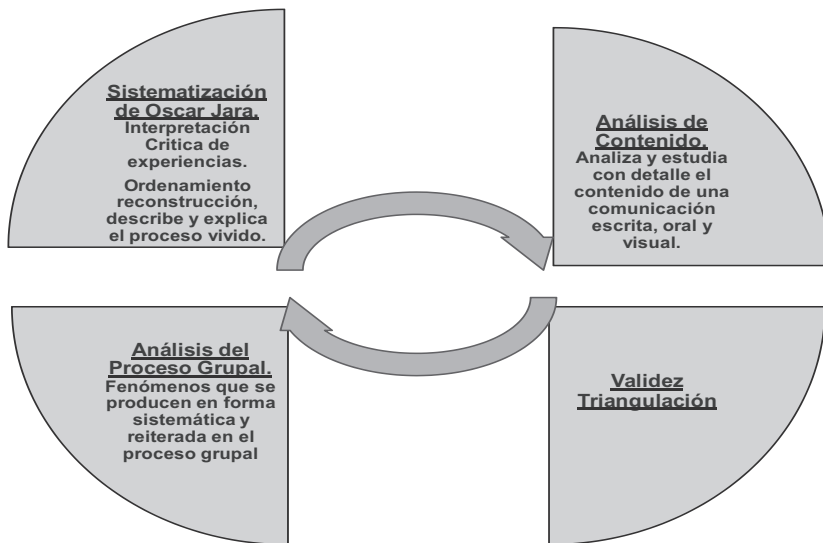 Sistematización
de Oscar Jara.
Interpretación
Critica de
experiencias.
Ordenamiento
reconstrucción,
describe y explica
el proceso vivido.
Análisis de
Contenido.
Analiza y estudia
con detalle el
contenido de una
comunicación
escrita, oral y
visual.
Análisis del
Proceso Grupal.
Fenómenos que se
producen en forma
sistemática y
reiterada en el
proceso grupal
Validez
Triangulación